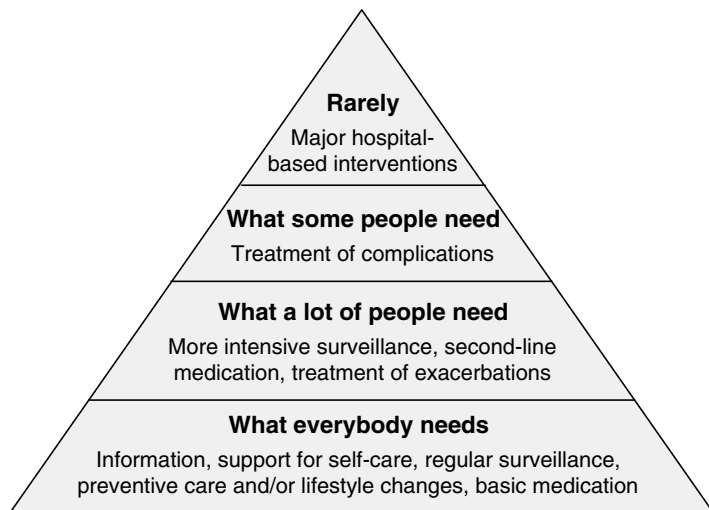 Rarely
Major hospital-
based interventions
What some people need
Treatment of complications
What a lot of people need
More intensive surveillance, second-line
medication, treatment of exacerbations
What everybody needs
Information, support for self-care, regular surveillance,
preventive care and/or lifestyle changes, basic medication